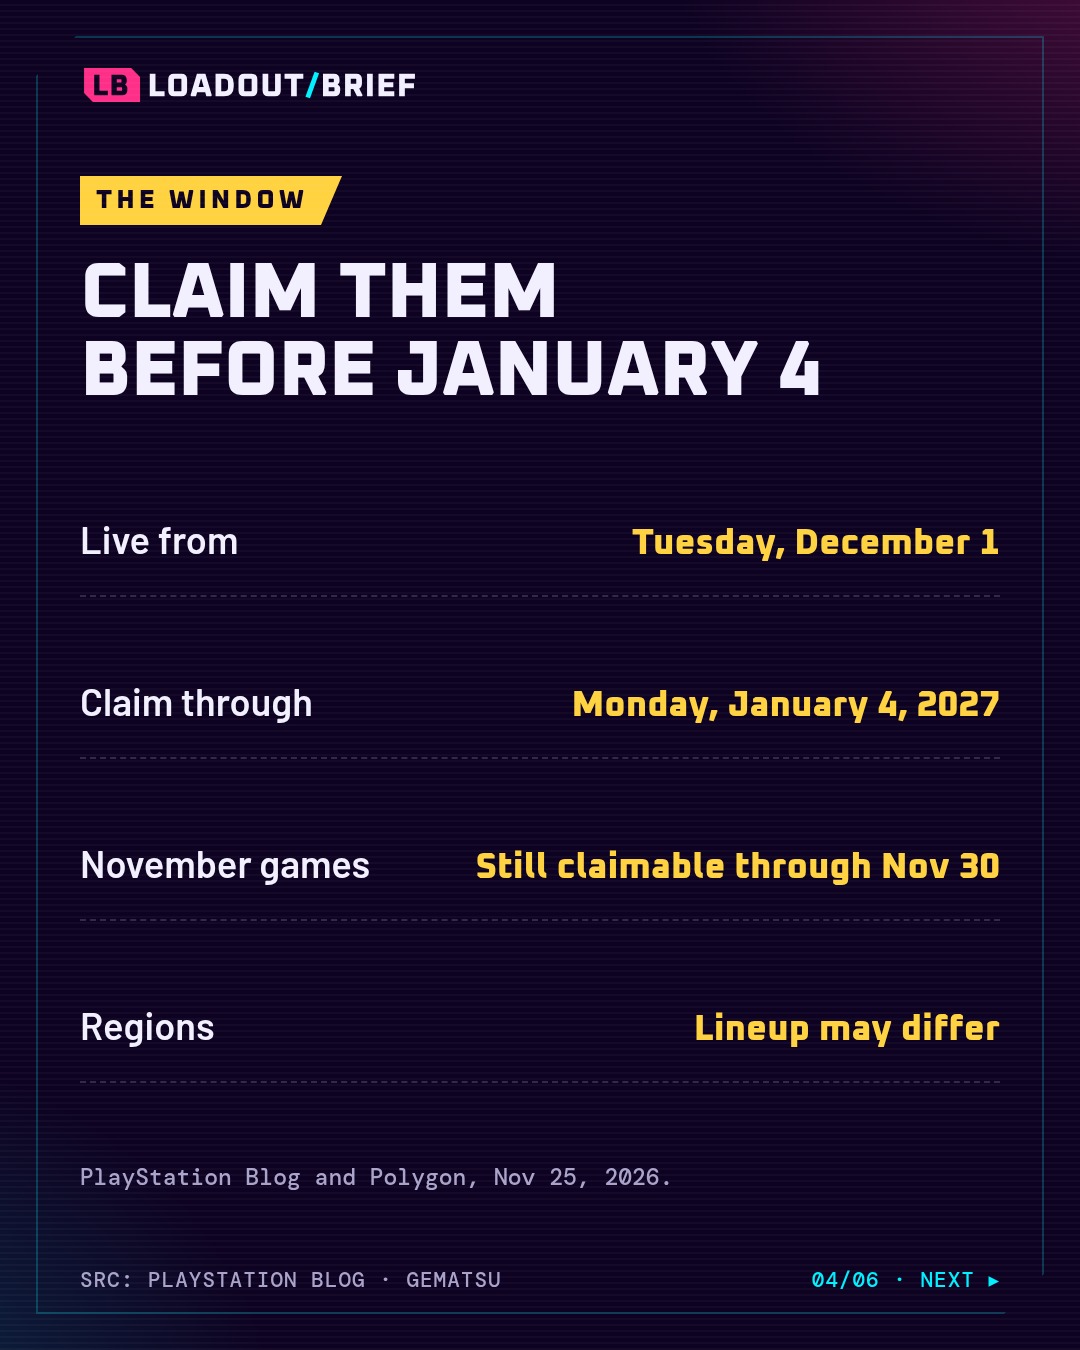 LB LOADOUT/BRIEF
THE WINDOW
CLAIM THEM
BEFORE JANUARY 4
Live from Tuesday, December 1
Claim through Monday, January 4, 2027
November games Still claimable through Nov 30
Regions Lineup may differ
PlayStation Blog and Polygon, Nov 25, 2026.
SRC: PLAYSTATION BLOG · GEMATSU 04/06 · NEXT ▸